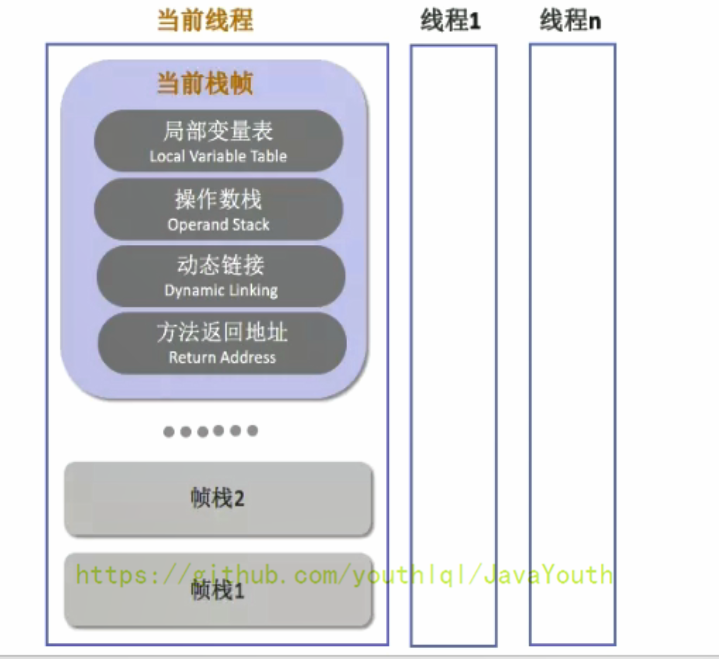 当前线程
线程1
线程n
当前栈帧
局部变量表
Local Variable Table
操作数栈
Operand Stack
动态链接
Dynamic Linking
方法返回地址
Return Address
帧栈2
https://github.com/youthlql/JavaYouth
帧栈1